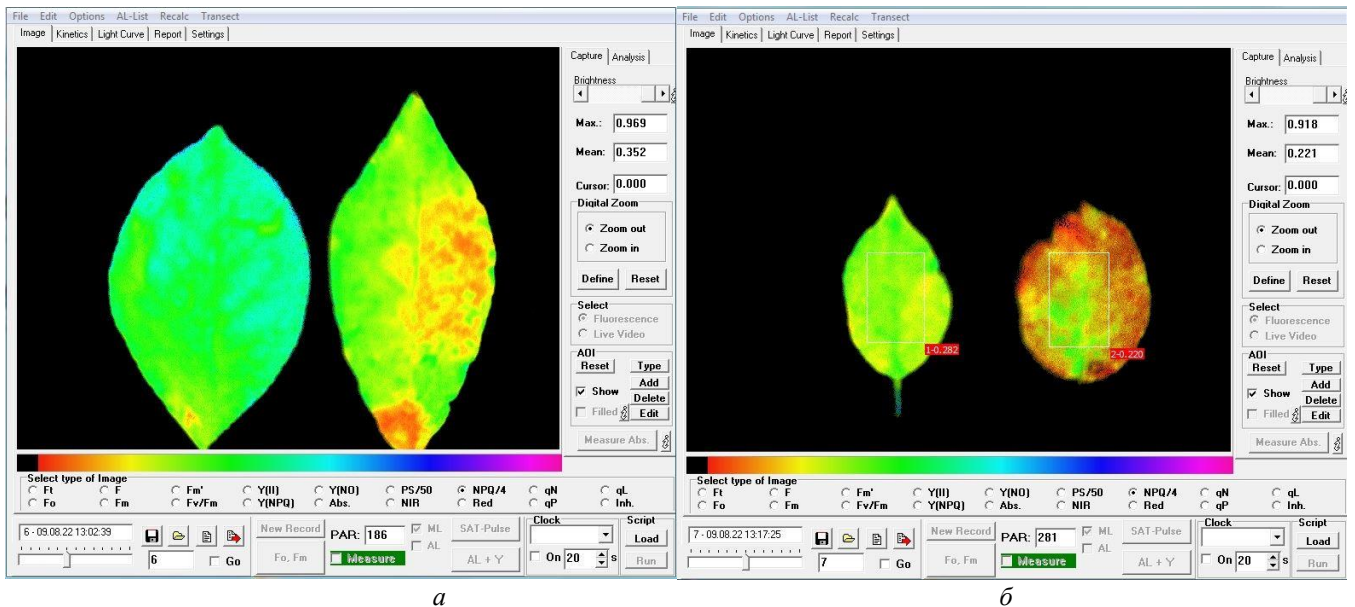 File Edit Options AL-List Recalc Transect
Image Kinetics Light Curve Report Settings
Capture Analysis
Brightness
Max.: 0.969
Mean: 0.352
Cursor: 0.000
Digital Zoom
Zoom out
Zoom in
Define Reset
Select
Fluorescence
Live Video
AOI
Reset Type
Add
Show
Delete
Filled Edit
Measure Abs.
Select type of Image
Ft F Fm' Y(II) Y(NO) PS/50 NPQ/4 qN qL
Fo Fm Fv/Fm Y(NPQ) Abs. NIR Red qP Inh.
6 - 09.08.22 13:02:39
6
Go
New Record
Fo, Fm
PAR: 186
ML
AL
Measure
SAT-Pulse
AL + Y
Clock
On 20 s
Script
Load
Run
а
File Edit Options AL-List Recalc Transect
Image Kinetics Light Curve Report Settings
1-0.282
2-0.220
Capture Analysis
Brightness
Max.: 0.918
Mean: 0.221
Cursor: 0.000
Digital Zoom
Zoom out
Zoom in
Define Reset
Select
Fluorescence
Live Video
AOI
Reset Type
Add
Show
Delete
Filled Edit
Measure Abs.
Select type of Image
Ft F Fm' Y(II) Y(NO) PS/50 NPQ/4 qN qL
Fo Fm Fv/Fm Y(NPQ) Abs. NIR Red qP Inh.
7 - 09.08.22 13:17:25
7
Go
New Record
Fo, Fm
PAR: 281
ML
AL
Measure
SAT-Pulse
AL + Y
Clock
On 20 s
Script
Load
Run
б